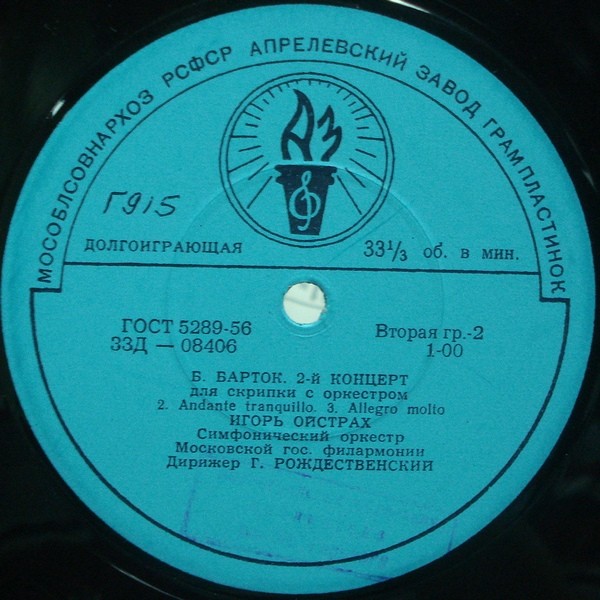 МОСОБЛСОВНАРХОЗ РСФСР АПРЕЛЕВСКИЙ ЗАВОД ГРАМПЛАСТИНОК
АЗ
Г915
ДОЛГОИГРАЮЩАЯ
33⅓ об. в мин.
ГОСТ 5289-56
33Д — 08406
Вторая гр.-2
1-00
Б. БАРТОК. 2-й КОНЦЕРТ
для скрипки с оркестром
2. Andante tranquillo. 3. Allegro molto
ИГОРЬ ОЙСТРАХ
Симфонический оркестр
Московской гос. филармонии
Дирижер Г. РОЖДЕСТВЕНСКИЙ